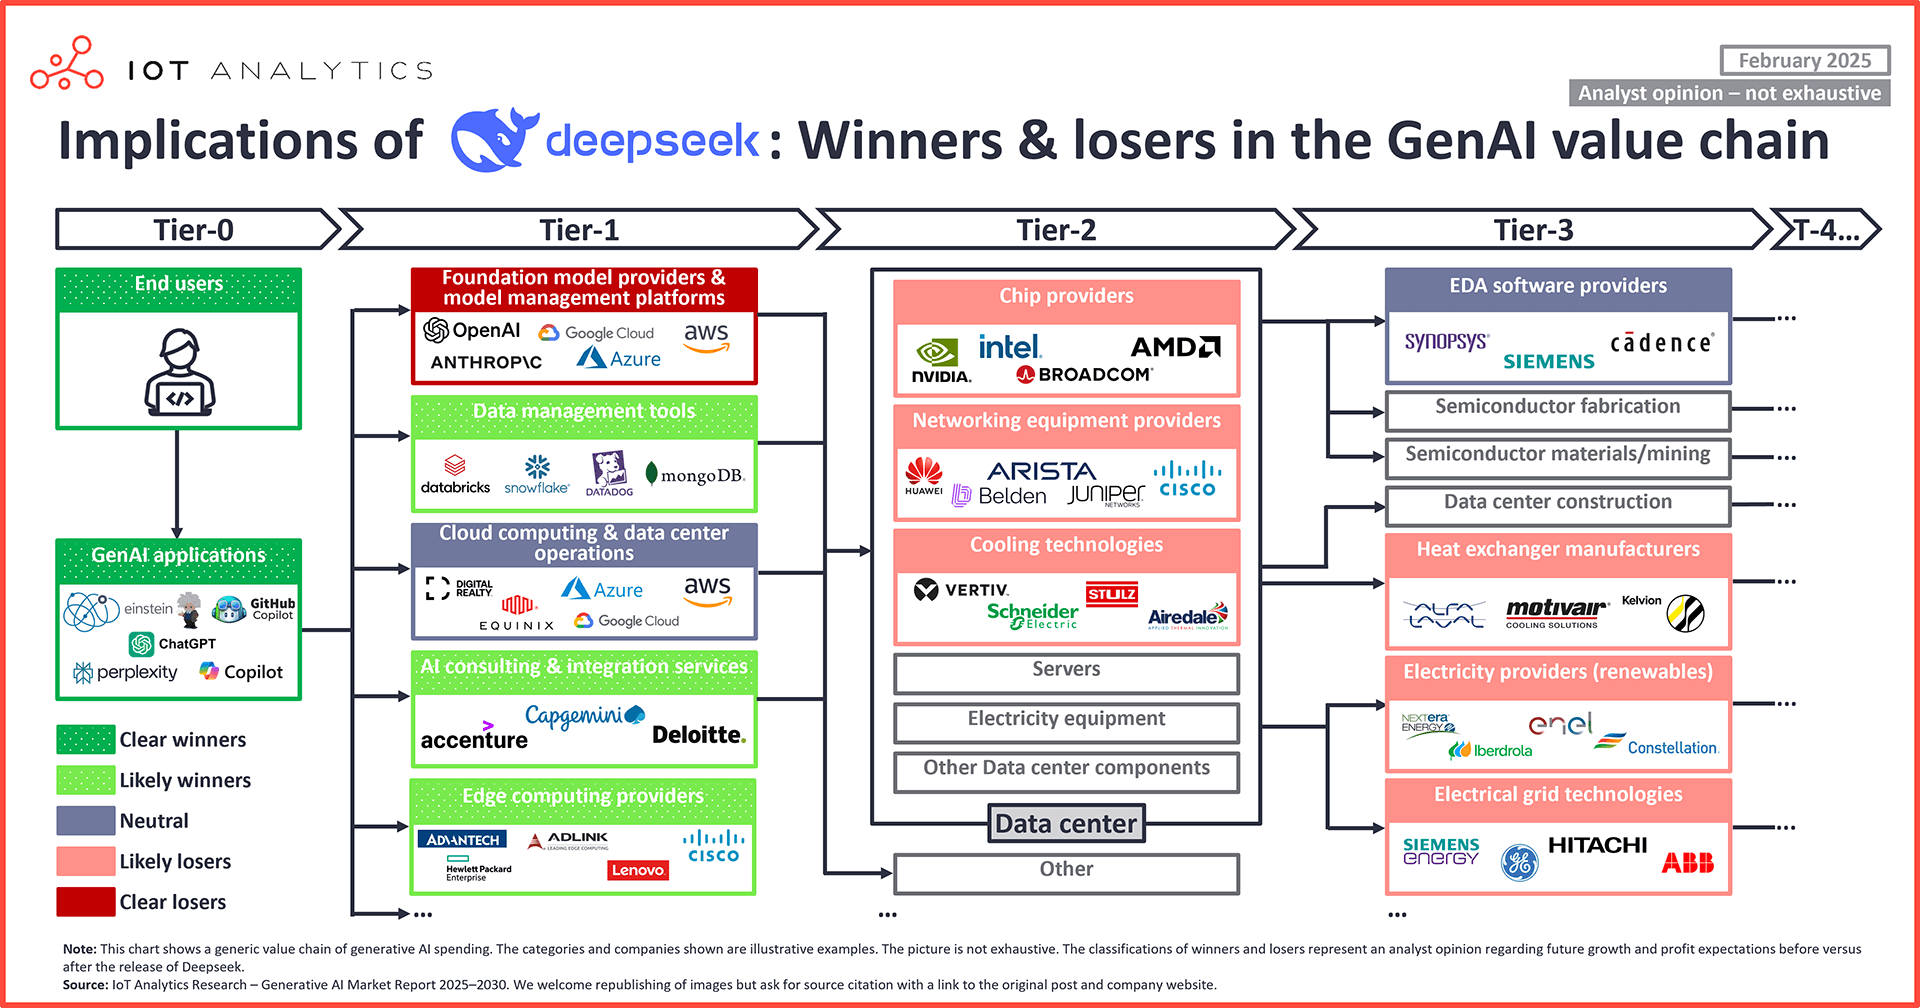 IOT ANALYTICS
February 2025
Analyst opinion – not exhaustive
Implications of deepseek: Winners & losers in the GenAI value chain
Tier-0
Tier-1
Tier-2
Tier-3
T-4...
End users
</>
GenAI applications
einstein
GitHub
Copilot
ChatGPT
perplexity
Copilot
Clear winners
Likely winners
Neutral
Likely losers
Clear losers
Foundation model providers &
model management platforms
OpenAI
Google Cloud
aws
ANTHROP\C
Azure
Data management tools
databricks
snowflake®
DATADOG
mongoDB®
Cloud computing & data center
operations
DIGITAL
REALTY
Azure
aws
EQUINIX
Google Cloud
AI consulting & integration services
accenture
Capgemini
Deloitte.
Edge computing providers
ADVANTECH
ADLINK
LEADING EDGE COMPUTING
CISCO
Hewlett Packard
Enterprise
Lenovo
...
Chip providers
NVIDIA.
intel.
AMD
BROADCOM®
Networking equipment providers
HUAWEI
ARISTA
Belden
JUNIPER
NETWORKS
CISCO
Cooling technologies
VERTIV.
STULZ
Schneider
Electric
Airedale
APPLIED THERMAL INNOVATION
Servers
Electricity equipment
Other Data center components
Data center
Other
...
EDA software providers
SYNOPSYS®
SIEMENS
cādence®
...
Semiconductor fabrication
...
Semiconductor materials/mining
...
Data center construction
...
Heat exchanger manufacturers
ALFA
LAVAL
motivair®
COOLING SOLUTIONS
Kelvion
...
Electricity providers (renewables)
NEXTera
ENERGY
enel
Iberdrola
Constellation.
...
Electrical grid technologies
SIEMENS
energy
GE
HITACHI
ABB
...
...
Note: This chart shows a generic value chain of generative AI spending. The categories and companies shown are illustrative examples. The picture is not exhaustive. The classifications of winners and losers represent an analyst opinion regarding future growth and profit expectations before versus
after the release of Deepseek.
Source: IoT Analytics Research – Generative AI Market Report 2025–2030. We welcome republishing of images but ask for source citation with a link to the original post and company website.